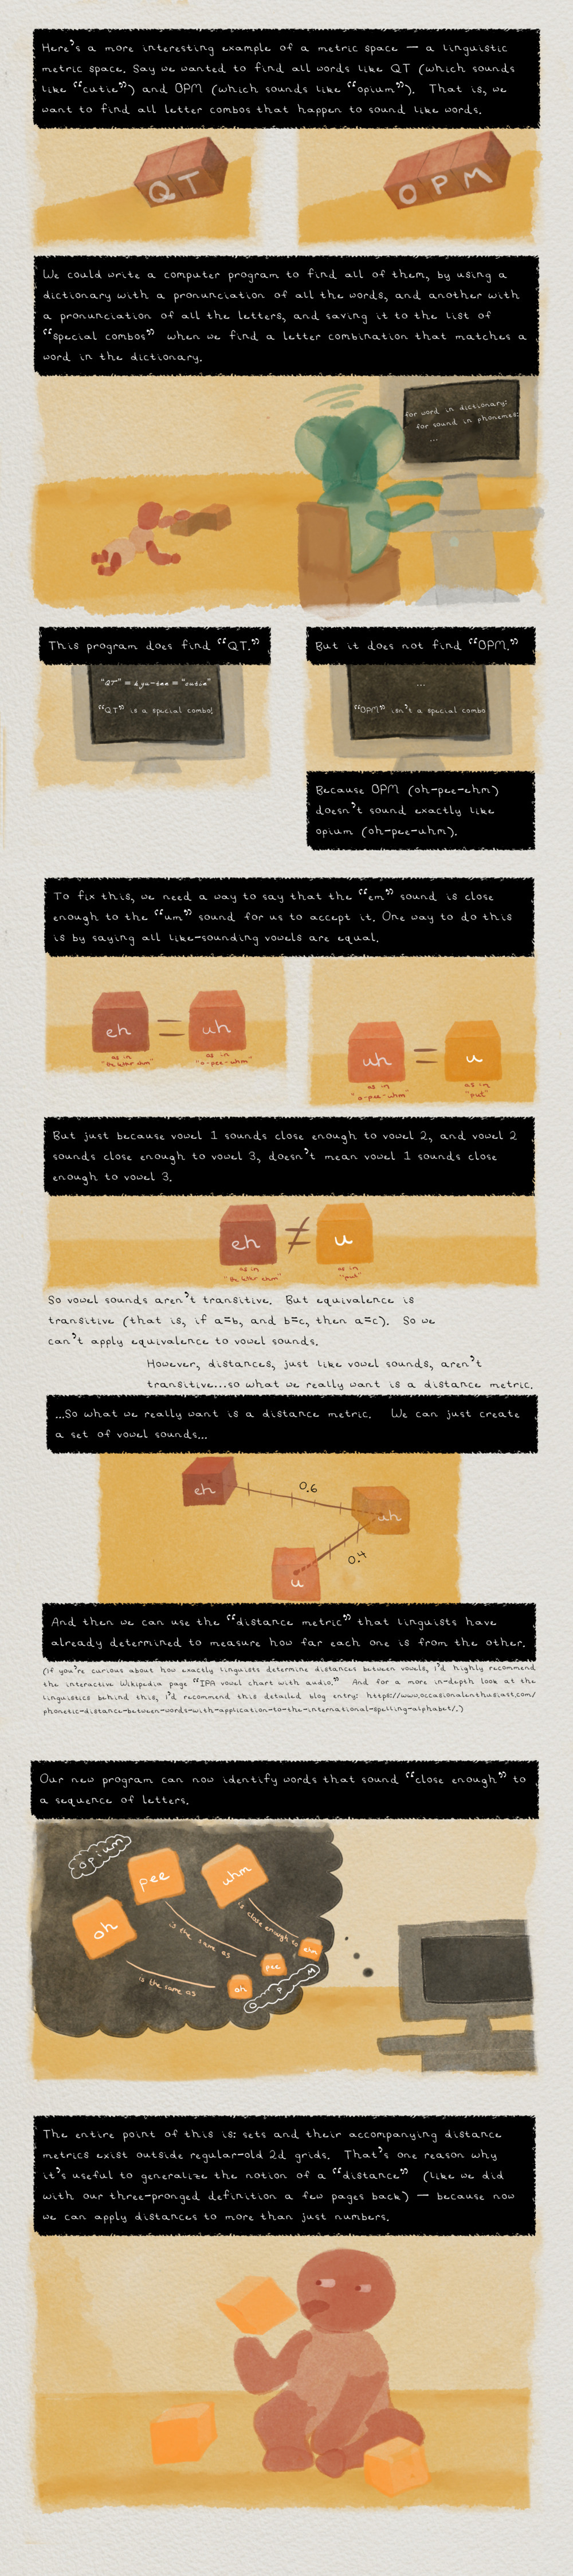 Here's a more interesting example of a metric space — a linguistic
metric space. Say we wanted to find all words like QT (which sounds
like "cutie") and OPM (which sounds like "opium"). That is, we
want to find all letter combos that happen to sound like words.
QT
OPM
We could write a computer program to find all of them, by using a
dictionary with a pronunciation of all the words, and another with
a pronunciation of all the letters, and saving it to the list of
"special combos" when we find a letter combination that matches a
word in the dictionary.
for word in dictionary:
for sound in phonemes:
...
This program does find "QT."
"QT" = = "cutie"
"QT" is a special combo!
But it does not find "OPM."
...
"OPM" isn't a special combo
Because OPM (oh-pee-ehm)
doesn't sound exactly like
opium (oh-pee-uhm).
To fix this, we need a way to say that the "em" sound is close
enough to the "um" sound for us to accept it. One way to do this
is by saying all like-sounding vowels are equal.
eh = uh
as in
as in
"o-pee-uhm"
uh = u
as in
"o-pee-uhm"
as in
"put"
But just because vowel 1 sounds close enough to vowel 2, and vowel 2
sounds close enough to vowel 3, doesn't mean vowel 1 sounds close
enough to vowel 3.
eh ≠ u
as in
as in
"put"
So vowel sounds aren't transitive. But equivalence is
transitive (that is, if a=b, and b=c, then a=c). So we
can't apply equivalence to vowel sounds.
However, distances, just like vowel sounds, aren't
transitive...so what we really want is a distance metric.
...So what we really want is a distance metric. We can just create
a set of vowel sounds...
eh
0.6
uh
0.4
u
And then we can use the "distance metric" that linguists have
already determined to measure how far each one is from the other.
(If you're curious about how exactly linguists determine distances between vowels, I'd highly recommend
the interactive Wikipedia page "IPA vowel chart with audio." And for a more in-depth look at the
linguistics behind this, I'd recommend this detailed blog entry: https://www.occasionalenthusiast.com/
phonetic-distance-between-words-with-application-to-the-international-spelling-alphabet/.)
Our new program can now identify words that sound "close enough" to
a sequence of letters.
opium
oh
pee
uhm
is the same as
is the same as
is close enough to
oh
pee
ehm
O P M
The entire point of this is: sets and their accompanying distance
metrics exist outside regular-old 2d grids. That's one reason why
it's useful to generalize the notion of a "distance" (like we did
with our three-pronged definition a few pages back) — because now
we can apply distances to more than just numbers.